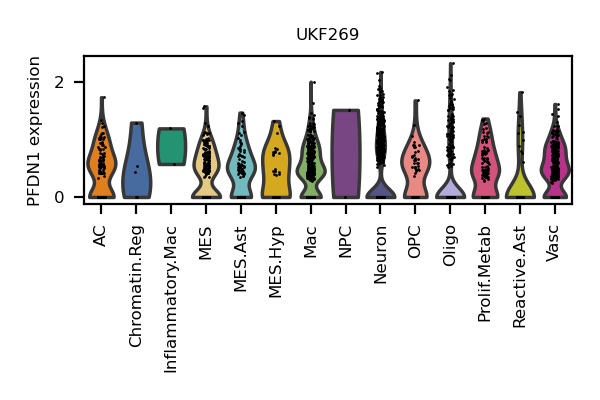 UKF269
PFDN1 expression
2
0
AC
Chromatin.Reg
Inflammatory.Mac
MES
MES.Ast
MES.Hyp
Mac
NPC
Neuron
OPC
Oligo
Prolif.Metab
Reactive.Ast
Vasc